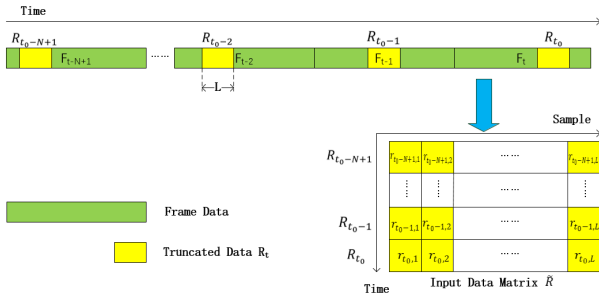 Time
R_{t_0-N+1} R_{t_0-2} R_{t_0-1} R_{t_0}
F_{t-N+1} …… F_{t-2} F_{t-1} F_t
L
Sample
R_{t_0-N+1} r_{t_0-N+1,1} r_{t_0-N+1,2} …… r_{t_0-N+1,L}
⋮ ⋮ …… ⋮
R_{t_0-1} r_{t_0-1,1} r_{t_0-1,2} …… r_{t_0-1,L}
R_{t_0} r_{t_0,1} r_{t_0,2} …… r_{t_0,L}
Time
Input Data Matrix R̃
Frame Data
Truncated Data R_t